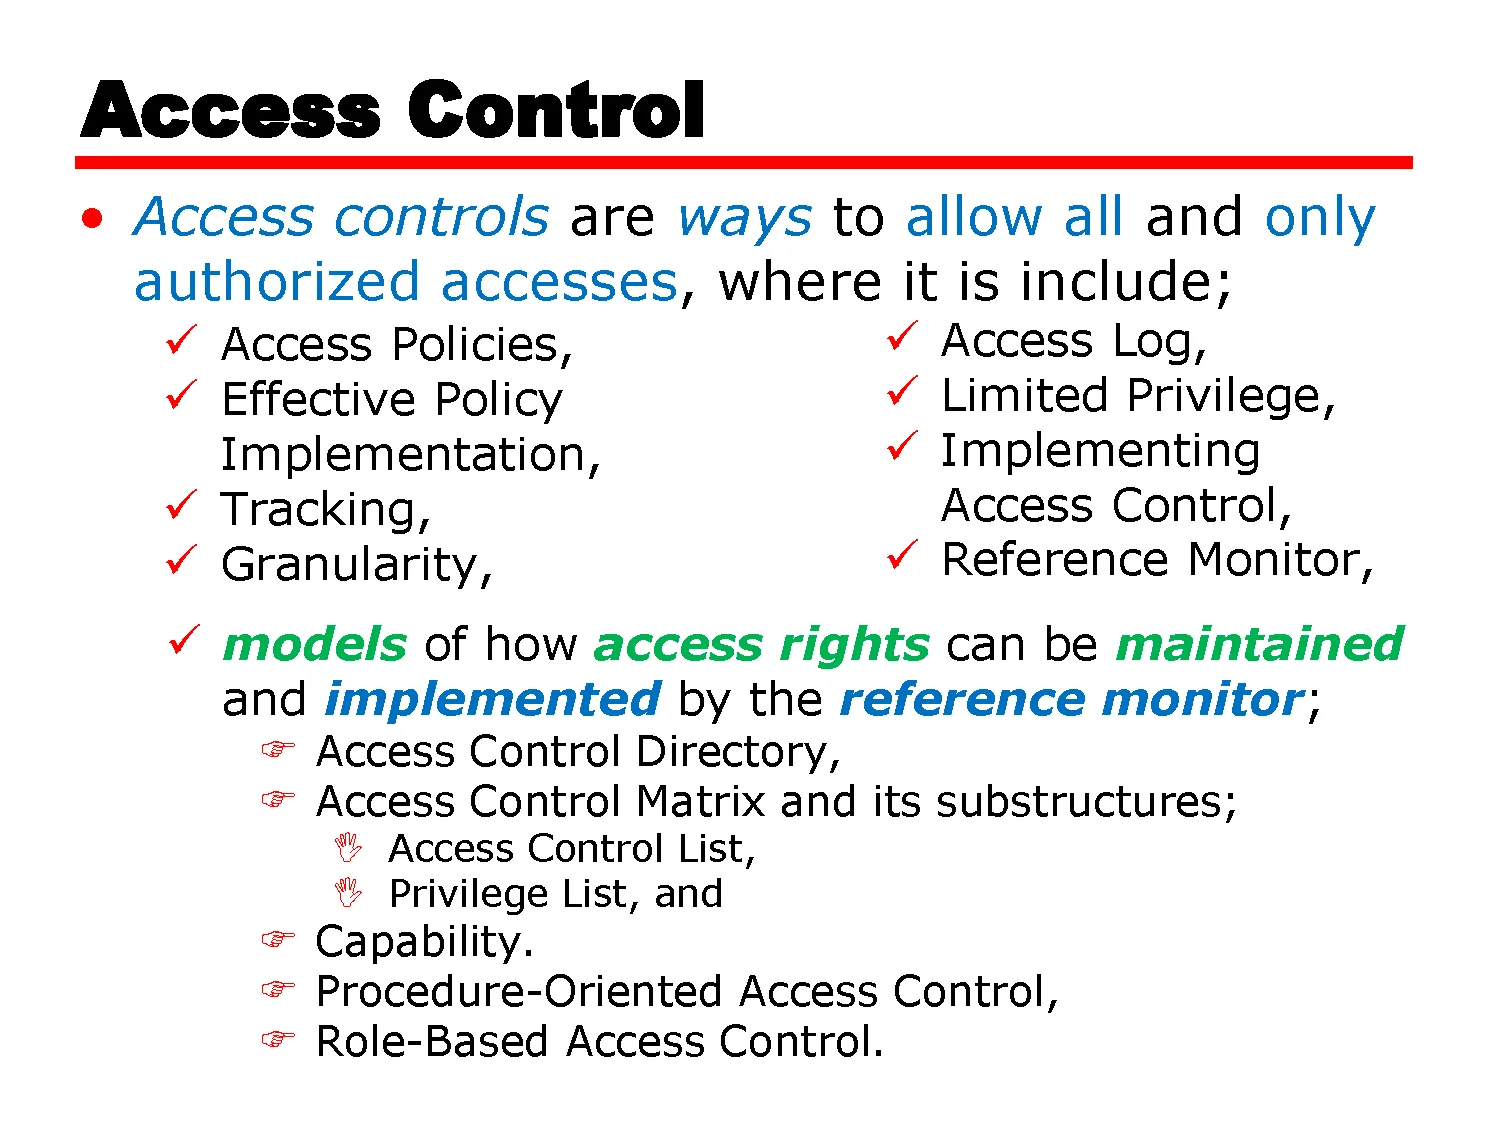 Access Control
• Access controls are ways to allow all and only
authorized accesses, where it is include;
✓ Access Policies,
✓ Effective Policy
Implementation,
✓ Tracking,
✓ Granularity,
✓ Access Log,
✓ Limited Privilege,
✓ Implementing
Access Control,
✓ Reference Monitor,
✓ models of how access rights can be maintained
and implemented by the reference monitor;
☞ Access Control Directory,
☞ Access Control Matrix and its substructures;
Access Control List,
Privilege List, and
☞ Capability.
☞ Procedure-Oriented Access Control,
☞ Role-Based Access Control.